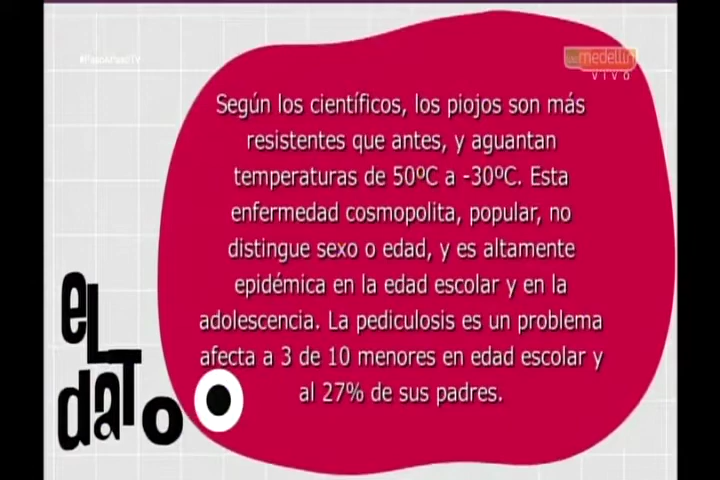 #PasoAPasoTV
telemedellín
VIVO
Según los científicos, los piojos son más
resistentes que antes, y aguantan
temperaturas de 50ºC a -30ºC. Esta
enfermedad cosmopolita, popular, no
distingue sexo o edad, y es altamente
epidémica en la edad escolar y en la
adolescencia. La pediculosis es un problema
afecta a 3 de 10 menores en edad escolar y
al 27% de sus padres.
eL
daTo